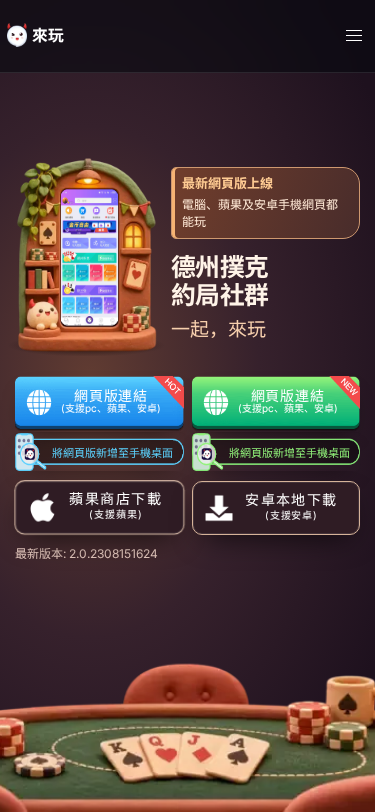 來玩
最新網頁版上線
電腦、蘋果及安卓手機網頁都
能玩
德州撲克
約局社群
一起，來玩
網頁版連結
(支援pc、蘋果、安卓)
HOT
網頁版連結
(支援pc、蘋果、安卓)
NEW
將網頁版新增至手機桌面
將網頁版新增至手機桌面
蘋果商店下載
(支援蘋果)
安卓本地下載
(支援安卓)
最新版本: 2.0.2308151624
K
Q
J
A
A